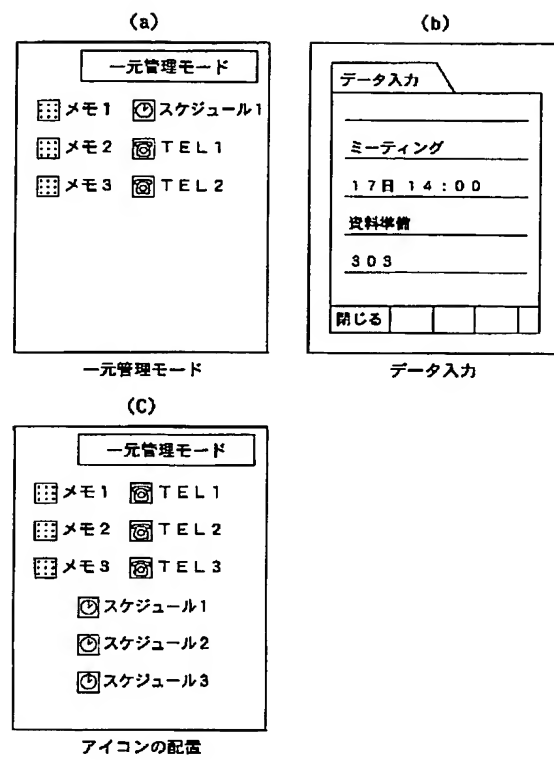 (a)
一元管理モード
メモ1 スケジュール1
メモ2 TEL1
メモ3 TEL2
一元管理モード
(b)
データ入力
ミーティング
17日 14:00
資料準備
303
閉じる
データ入力
(C)
一元管理モード
メモ1 TEL1
メモ2 TEL2
メモ3 TEL3
スケジュール1
スケジュール2
スケジュール3
アイコンの配置